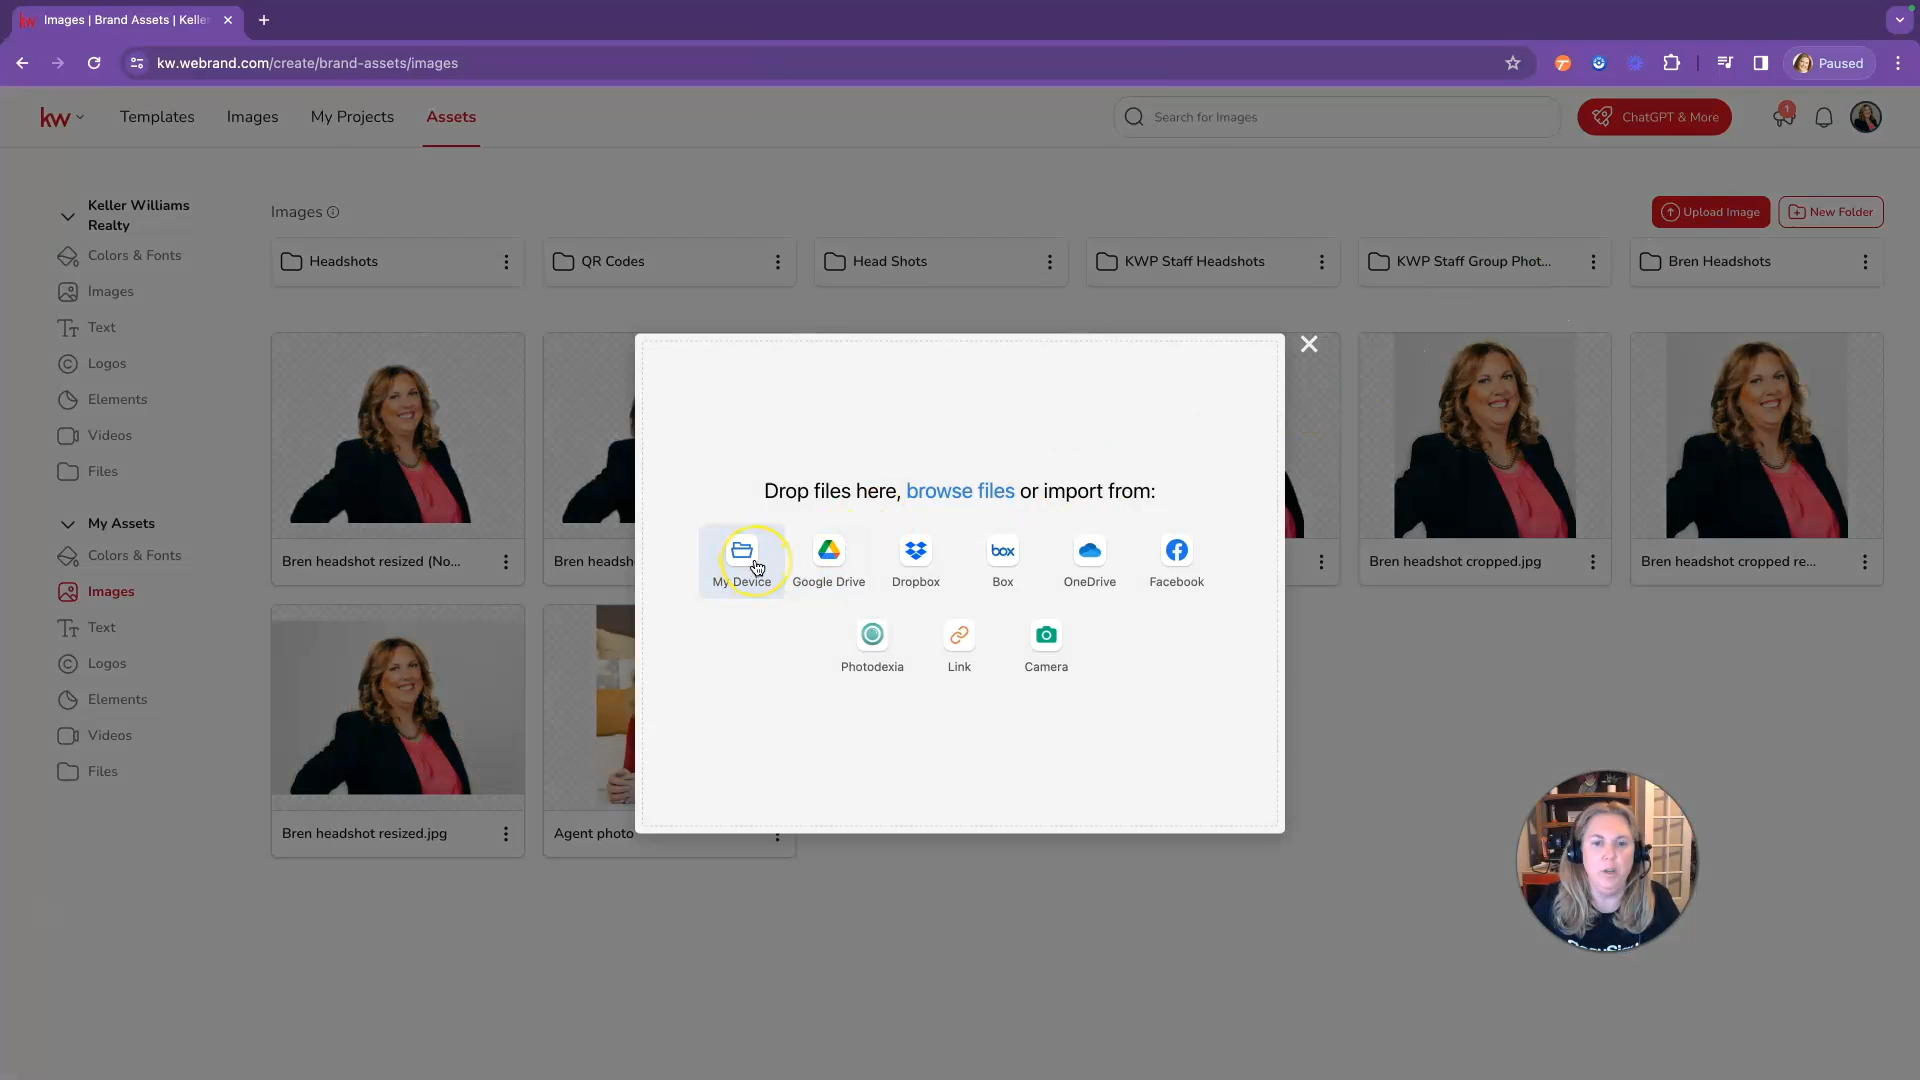 Images | Brand Assets | Keller
kw.webrand.com/create/brand-assets/images
Paused
kw
Templates
Images
My Projects
Assets
Search for Images
ChatGPT & More
1
Keller Williams
Realty
Colors & Fonts
Images
Text
Logos
Elements
Videos
Files
My Assets
Colors & Fonts
Images
Text
Logos
Elements
Videos
Files
Images
Upload Image
New Folder
Headshots
QR Codes
Head Shots
KWP Staff Headshots
KWP Staff Group Phot...
Bren Headshots
Bren headshot resized (No...
Bren heads
Bren headshot cropped.jpg
Bren headshot cropped re...
Bren headshot resized.jpg
Agent photo
Drop files here, browse files or import from:
My Device
Google Drive
Dropbox
box
Box
OneDrive
Facebook
Photodexia
Link
Camera